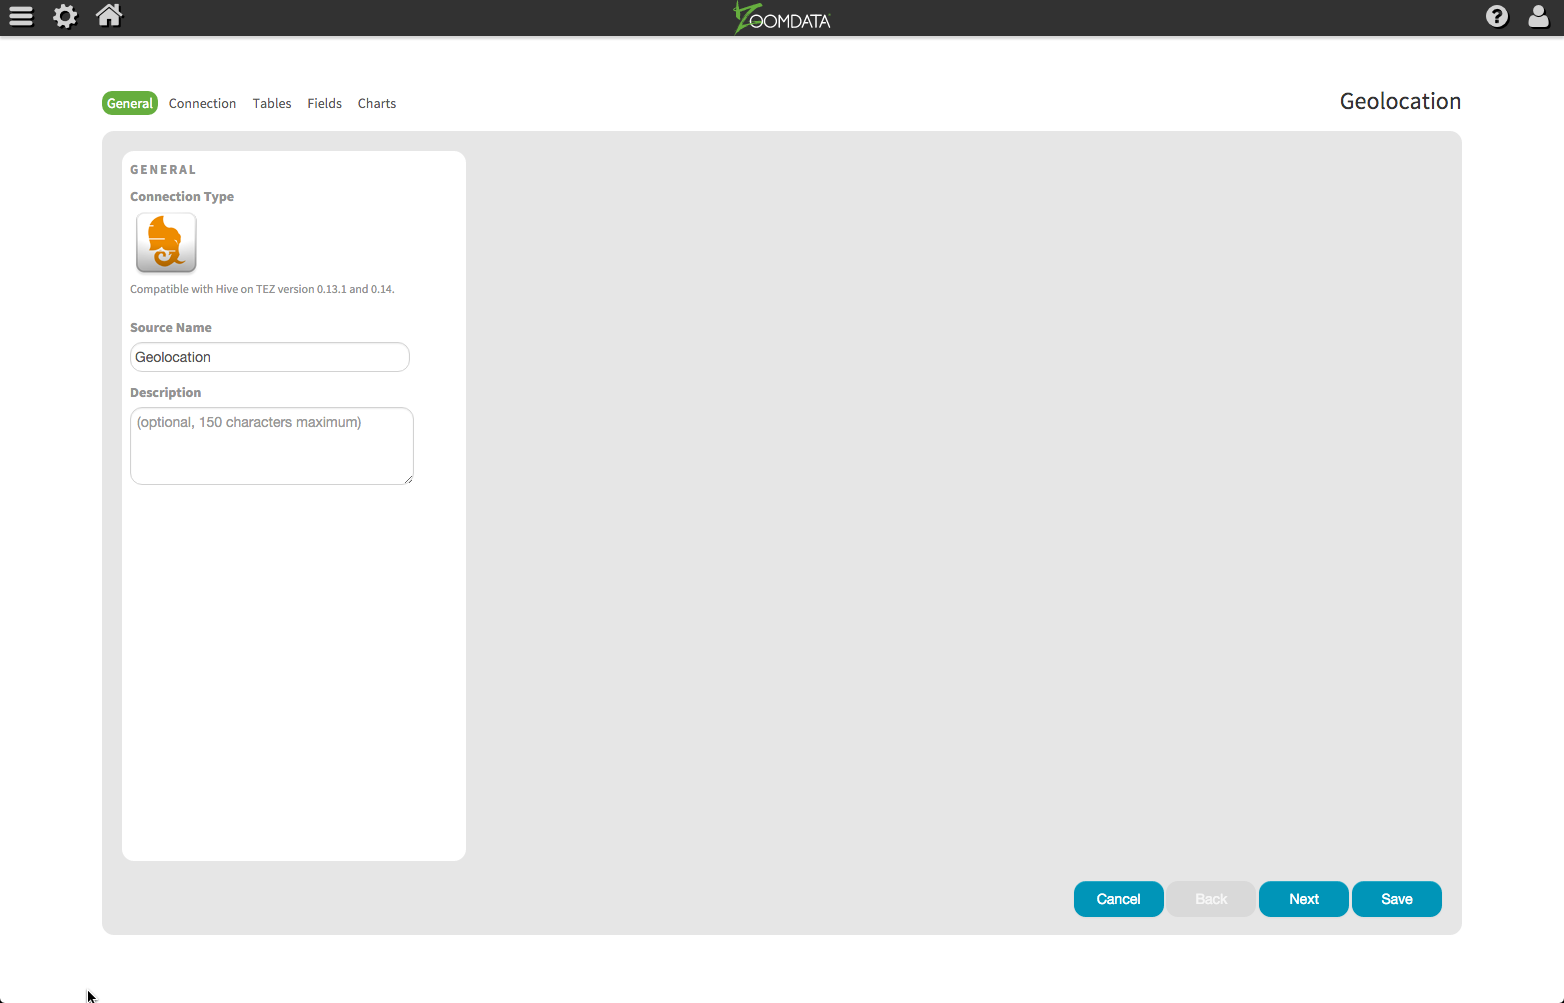 ZOOMDATA
General Connection Tables Fields Charts
Geolocation
GENERAL
Connection Type
Compatible with Hive on TEZ version 0.13.1 and 0.14.
Source Name
Geolocation
Description
(optional, 150 characters maximum)
Cancel Back Next Save